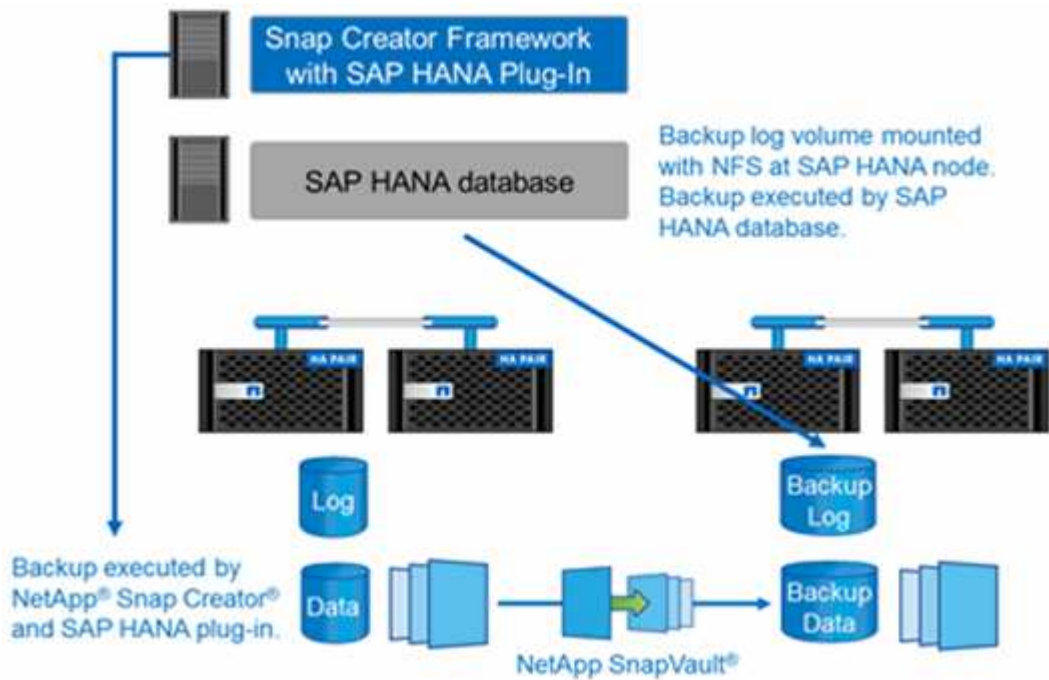 Snap Creator Framework
with SAP HANA Plug-In
SAP HANA database
Backup log volume mounted
with NFS at SAP HANA node.
Backup executed by SAP
HANA database.
HA PAIR
HA PAIR
HA PAIR
HA PAIR
Log
Backup
Log
Backup executed by
NetApp® Snap Creator®
and SAP HANA plug-in.
Data
Backup
Data
NetApp SnapVault®